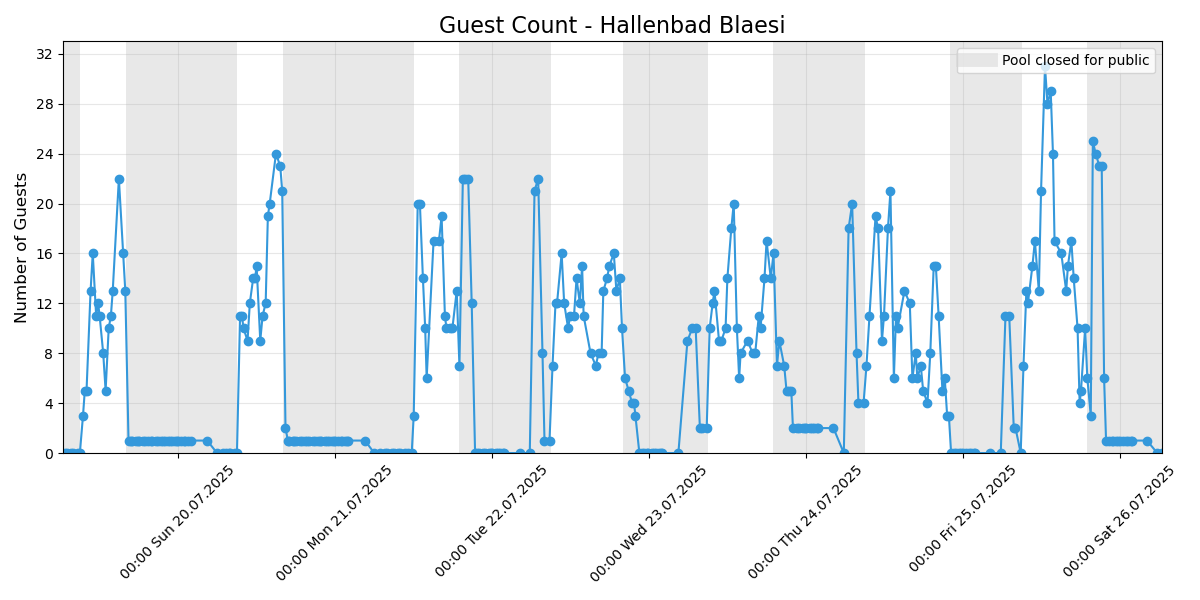 Guest Count - Hallenbad Blaesi
Pool closed for public
Number of Guests
32
28
24
20
16
12
8
4
0
00:00 Sun 20.07.2025
00:00 Mon 21.07.2025
00:00 Tue 22.07.2025
00:00 Wed 23.07.2025
00:00 Thu 24.07.2025
00:00 Fri 25.07.2025
00:00 Sat 26.07.2025